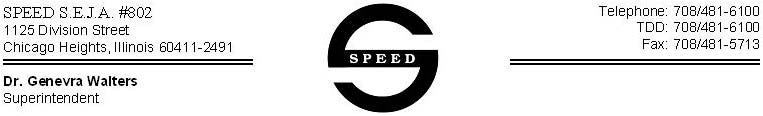 SPEED S.E.J.A. #802
1125 Division Street
Chicago Heights, Illinois 60411-2491
Dr. Genevra Walters
Superintendent
SPEED
Telephone: 708/481-6100
TDD: 708/481-6100
Fax: 708/481-5713